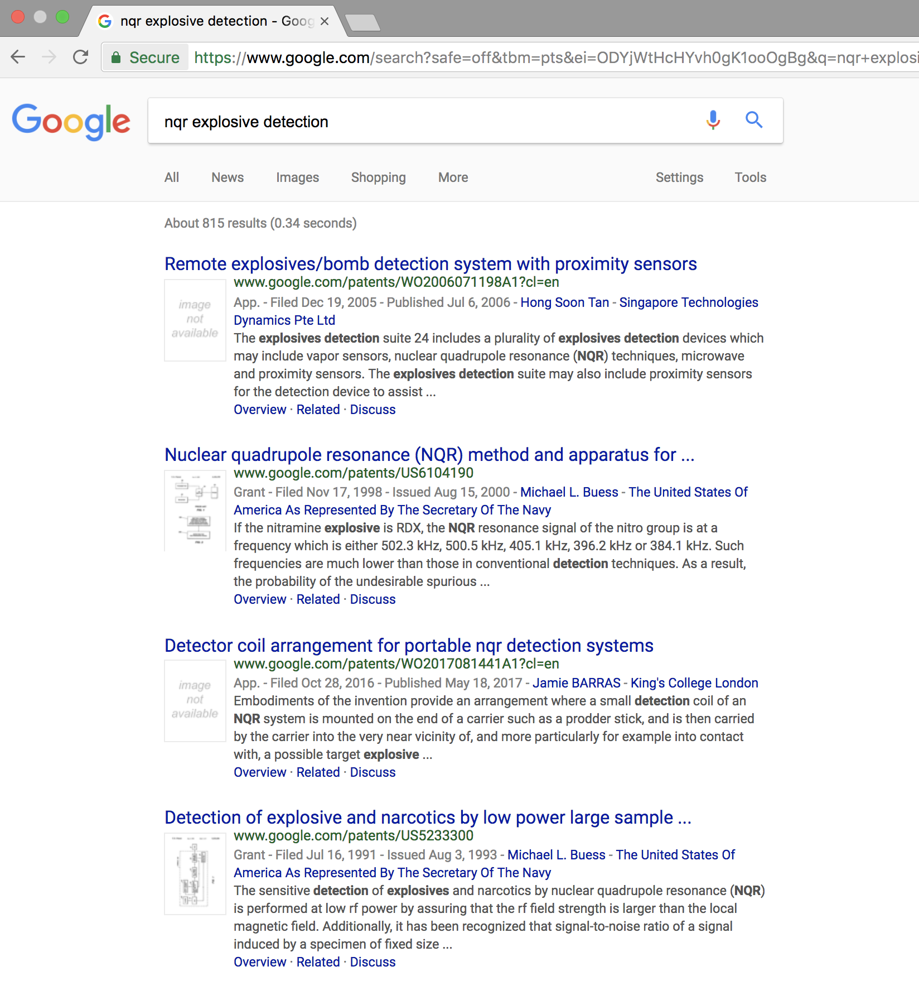 nqr explosive detection - Goog
Secure https://www.google.com/search?safe=off&tbm=pts&ei=ODYjWtHcHYvh0gK1ooOgBg&q=nqr+explosi
Google nqr explosive detection
All News Images Shopping More Settings Tools
About 815 results (0.34 seconds)
Remote explosives/bomb detection system with proximity sensors
image
not
available
www.google.com/patents/WO2006071198A1?cl=en
App. - Filed Dec 19, 2005 - Published Jul 6, 2006 - Hong Soon Tan - Singapore Technologies
Dynamics Pte Ltd
The explosives detection suite 24 includes a plurality of explosives detection devices which
may include vapor sensors, nuclear quadrupole resonance (NQR) techniques, microwave
and proximity sensors. The explosives detection suite may also include proximity sensors
for the detection device to assist ...
Overview · Related · Discuss
Nuclear quadrupole resonance (NQR) method and apparatus for ...
www.google.com/patents/US6104190
Grant - Filed Nov 17, 1998 - Issued Aug 15, 2000 - Michael L. Buess - The United States Of
America As Represented By The Secretary Of The Navy
If the nitramine explosive is RDX, the NQR resonance signal of the nitro group is at a
frequency which is either 502.3 kHz, 500.5 kHz, 405.1 kHz, 396.2 kHz or 384.1 kHz. Such
frequencies are much lower than those in conventional detection techniques. As a result,
the probability of the undesirable spurious ...
Overview · Related · Discuss
Detector coil arrangement for portable nqr detection systems
image
not
available
www.google.com/patents/WO2017081441A1?cl=en
App. - Filed Oct 28, 2016 - Published May 18, 2017 - Jamie BARRAS - King's College London
Embodiments of the invention provide an arrangement where a small detection coil of an
NQR system is mounted on the end of a carrier such as a prodder stick, and is then carried
by the carrier into the very near vicinity of, and more particularly for example into contact
with, a possible target explosive ...
Overview · Related · Discuss
Detection of explosive and narcotics by low power large sample ...
www.google.com/patents/US5233300
Grant - Filed Jul 16, 1991 - Issued Aug 3, 1993 - Michael L. Buess - The United States Of
America As Represented By The Secretary Of The Navy
The sensitive detection of explosives and narcotics by nuclear quadrupole resonance (NQR)
is performed at low rf power by assuring that the rf field strength is larger than the local
magnetic field. Additionally, it has been recognized that signal-to-noise ratio of a signal
induced by a specimen of fixed size ...
Overview · Related · Discuss